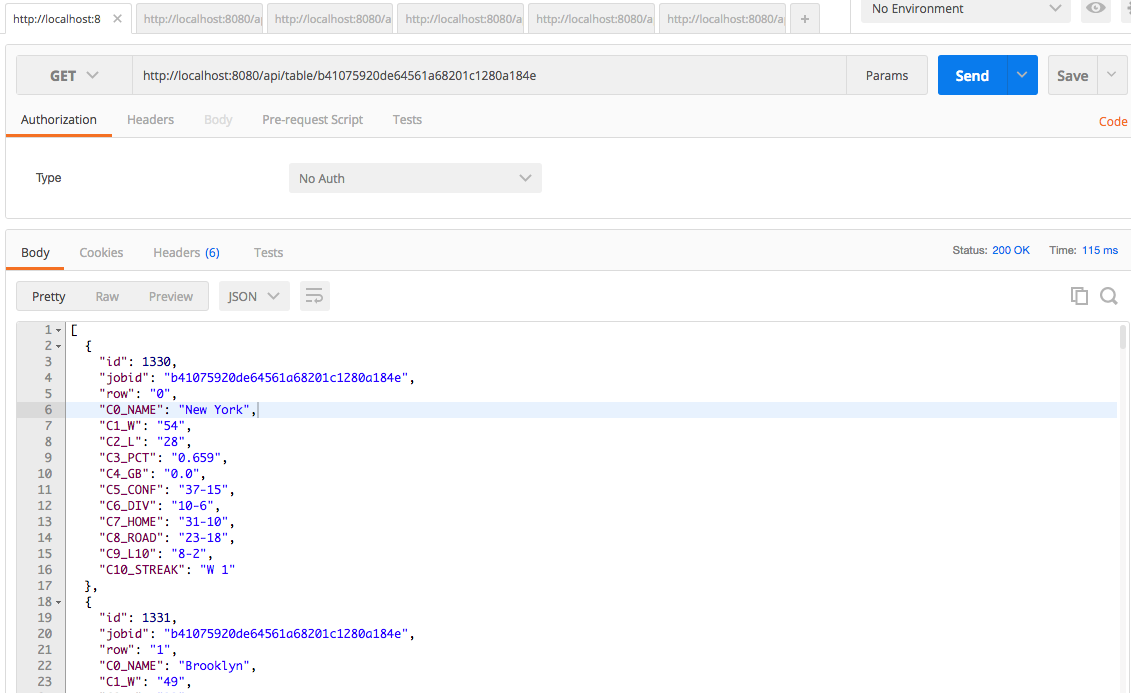 http://localhost:8 ✕ http://localhost:8080/a http://localhost:8080/a http://localhost:8080/a http://localhost:8080/a http://localhost:8080/ap + No Environment
GET http://localhost:8080/api/table/b41075920de64561a68201c1280a184e Params Send Save
Authorization Headers Body Pre-request Script Tests Code
Type No Auth
Body Cookies Headers (6) Tests Status: 200 OK Time: 115 ms
Pretty Raw Preview JSON
1 [
2 {
3 "id": 1330,
4 "jobid": "b41075920de64561a68201c1280a184e",
5 "row": "0",
6 "C0_NAME": "New York",
7 "C1_W": "54",
8 "C2_L": "28",
9 "C3_PCT": "0.659",
10 "C4_GB": "0.0",
11 "C5_CONF": "37-15",
12 "C6_DIV": "10-6",
13 "C7_HOME": "31-10",
14 "C8_ROAD": "23-18",
15 "C9_L10": "8-2",
16 "C10_STREAK": "W 1"
17 },
18 {
19 "id": 1331,
20 "jobid": "b41075920de64561a68201c1280a184e",
21 "row": "1",
22 "C0_NAME": "Brooklyn",
23 "C1_W": "49",